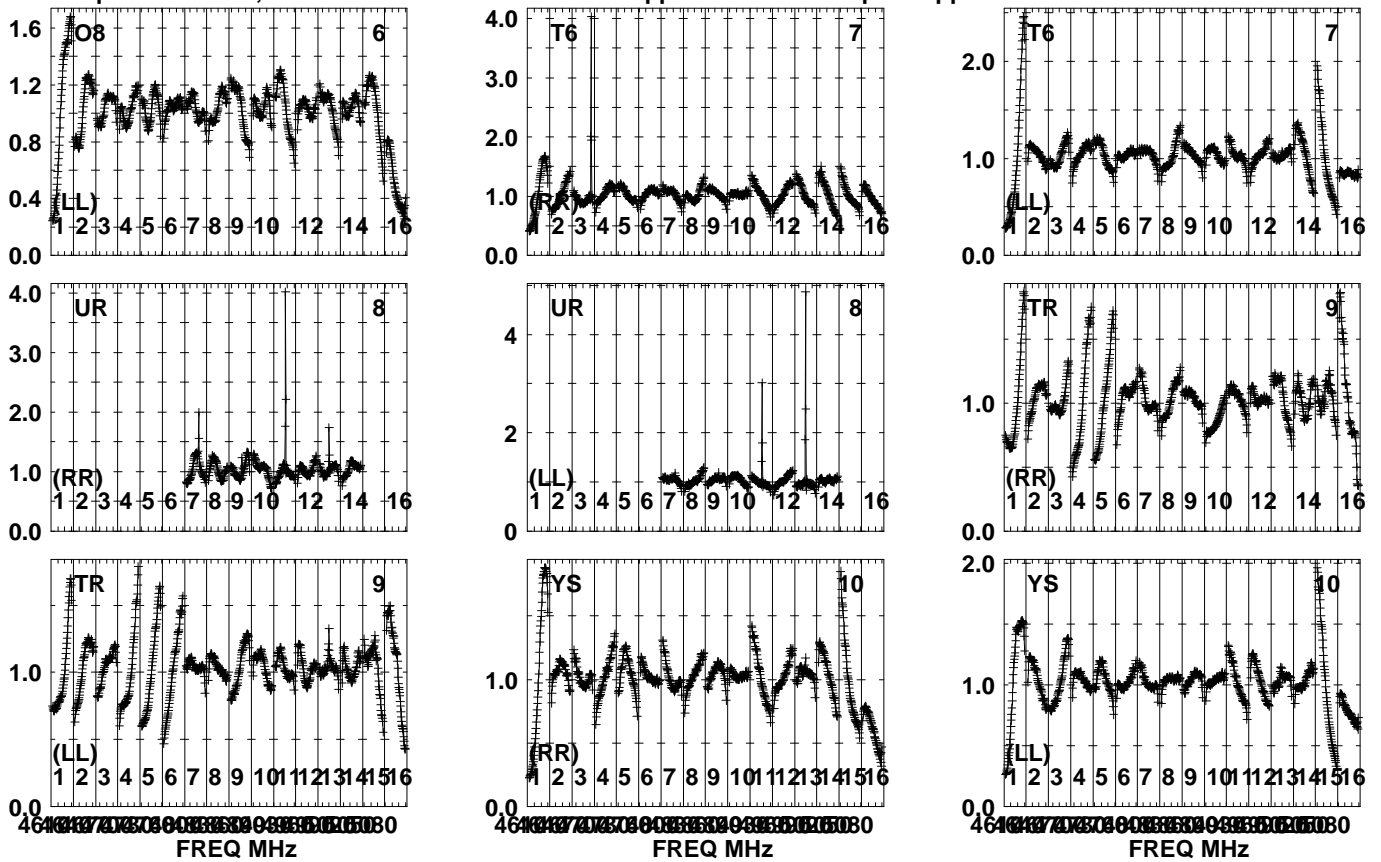 1.6 O8 6
1.2
0.8
0.4 (LL)
1 2 3 4 5 6 7 8 9 10 12 14 16
0.0
4.0 T6 7
3.0
2.0
1.0 (RR)
1 2 3 4 5 6 7 8 9 10 12 14 16
0.0
T6 7
2.0
1.0
(LL)
1 2 3 4 5 6 7 8 9 10 12 14 16
0.0
4.0 UR 8
3.0
2.0
1.0 (RR)
1 2 3 4 5 6 7 8 9 10 12 14 16
0.0
UR 8
4
2
(LL)
1 2 3 4 5 6 7 8 9 10 12 14 16
0
TR 9
1.0
(RR)
1 2 3 4 5 6 7 8 9 10 12 14 16
0.0
TR 9
1.0
(LL)
1 2 3 4 5 6 7 8 9 10 11 12 13 14 15 16
0.0
FREQ MHz
YS 10
1.0
(RR)
1 2 3 4 5 6 7 8 9 10 11 12 13 14 15 16
0.0
FREQ MHz
2.0 YS 10
1.0
(LL)
1 2 3 4 5 6 7 8 9 10 11 12 13 14 15 16
0.0
FREQ MHz